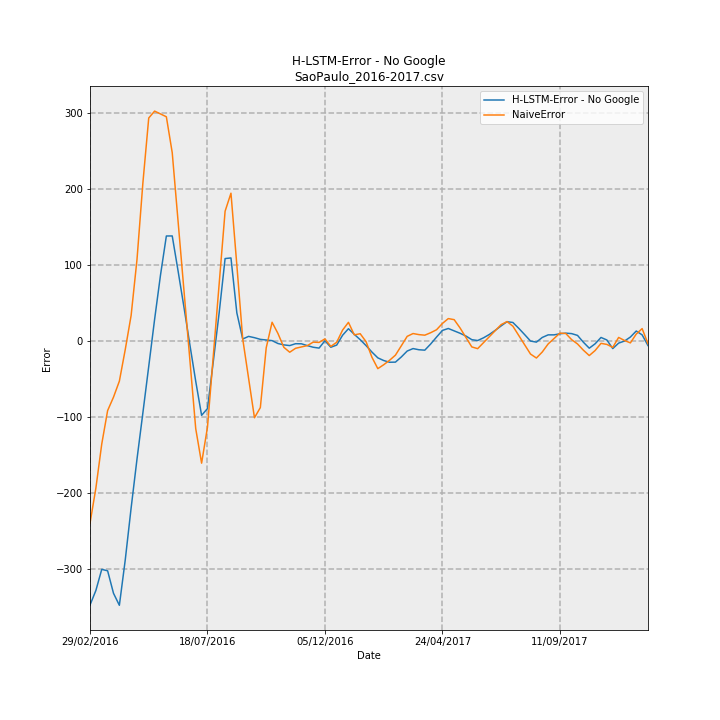 H-LSTM-Error - No Google
SaoPaulo_2016-2017.csv
H-LSTM-Error - No Google
NaiveError
300
200
100
0
−100
−200
−300
Error
29/02/2016
18/07/2016
05/12/2016
24/04/2017
11/09/2017
Date